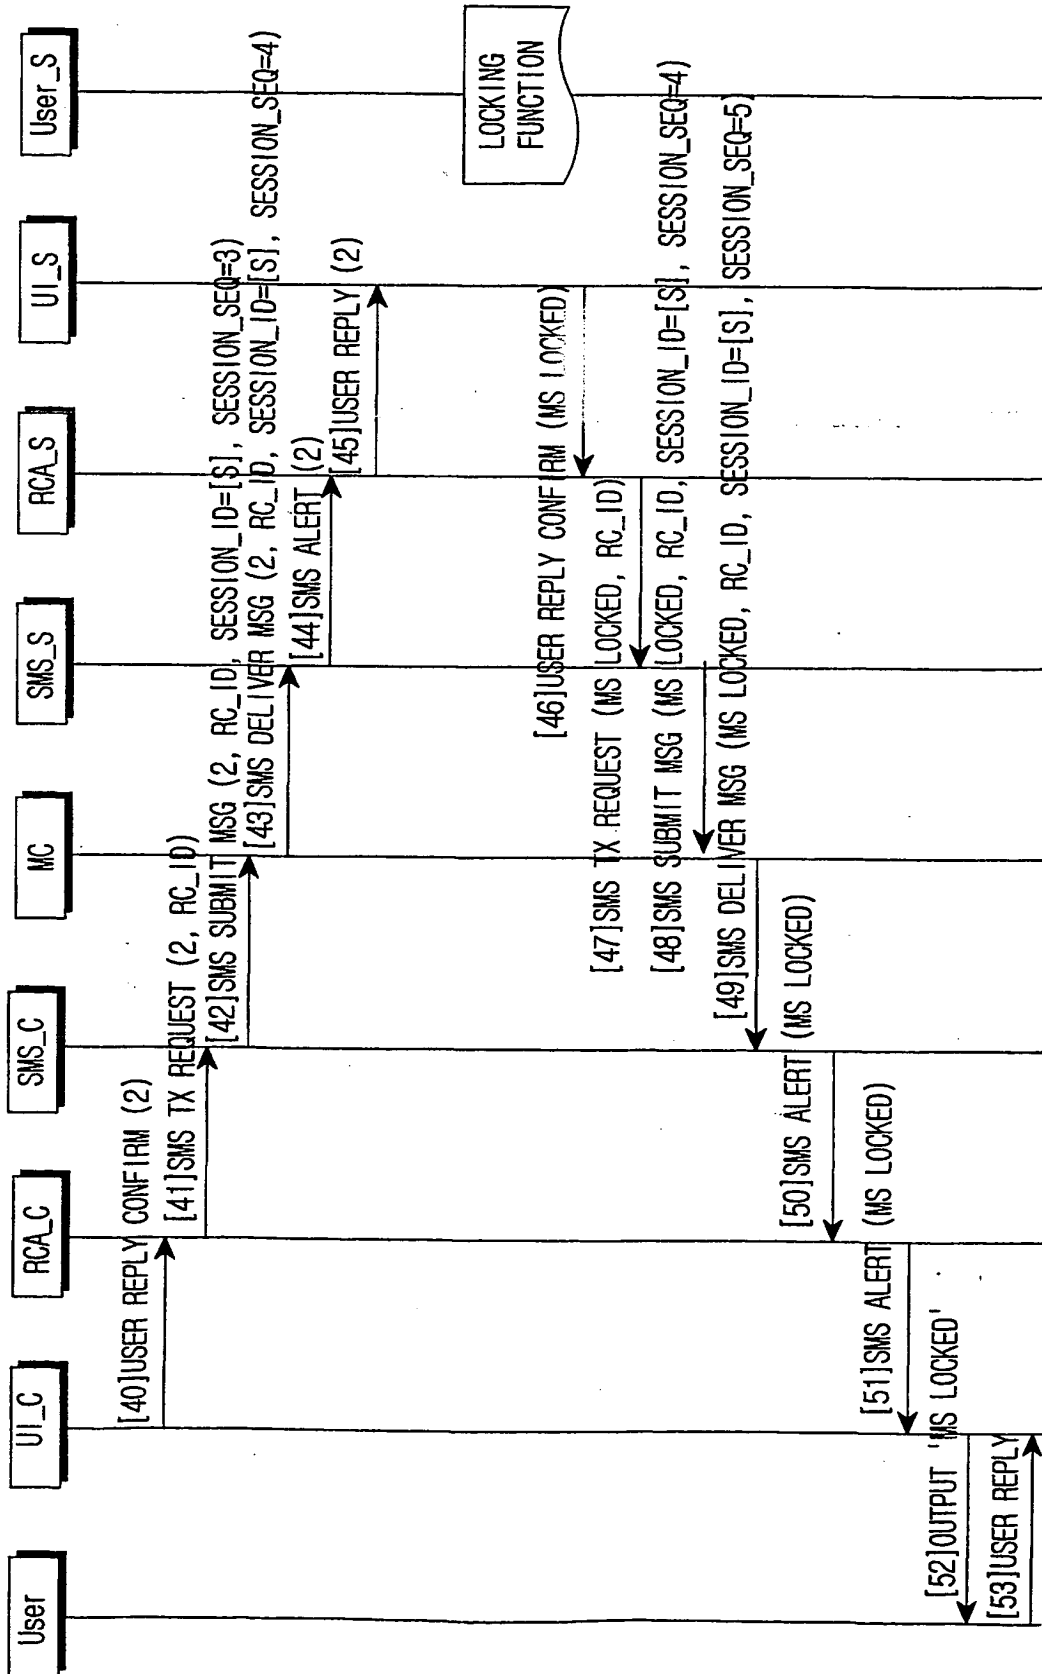 User
UI_C
RCA_C
SMS_C
MC
SMS_S
RCA_S
UI_S
User_S
[40]USER REPLY CONFIRM (2)
[41]SMS TX REQUEST (2, RC_ID)
[42]SMS SUBMIT MSG (2, RC_ID, SESSION_ID=[S], SESSION_SEQ=3)
[43]SMS DELIVER MSG (2, RC_ID, SESSION_ID=[S], SESSION_SEQ=4)
[44]SMS ALERT (2)
[45]USER REPLY (2)
LOCKING
FUNCTION
[46]USER REPLY CONFIRM (MS LOCKED)
[47]SMS TX REQUEST (MS LOCKED, RC_ID)
[48]SMS SUBMIT MSG (MS LOCKED, RC_ID, SESSION_ID=[S], SESSION_SEQ=4)
[49]SMS DELIVER MSG (MS LOCKED, RC_ID, SESSION_ID=[S], SESSION_SEQ=5)
[50]SMS ALERT (MS LOCKED)
[51]SMS ALERT (MS LOCKED)
[52]OUTPUT 'MS LOCKED'
[53]USER REPLY